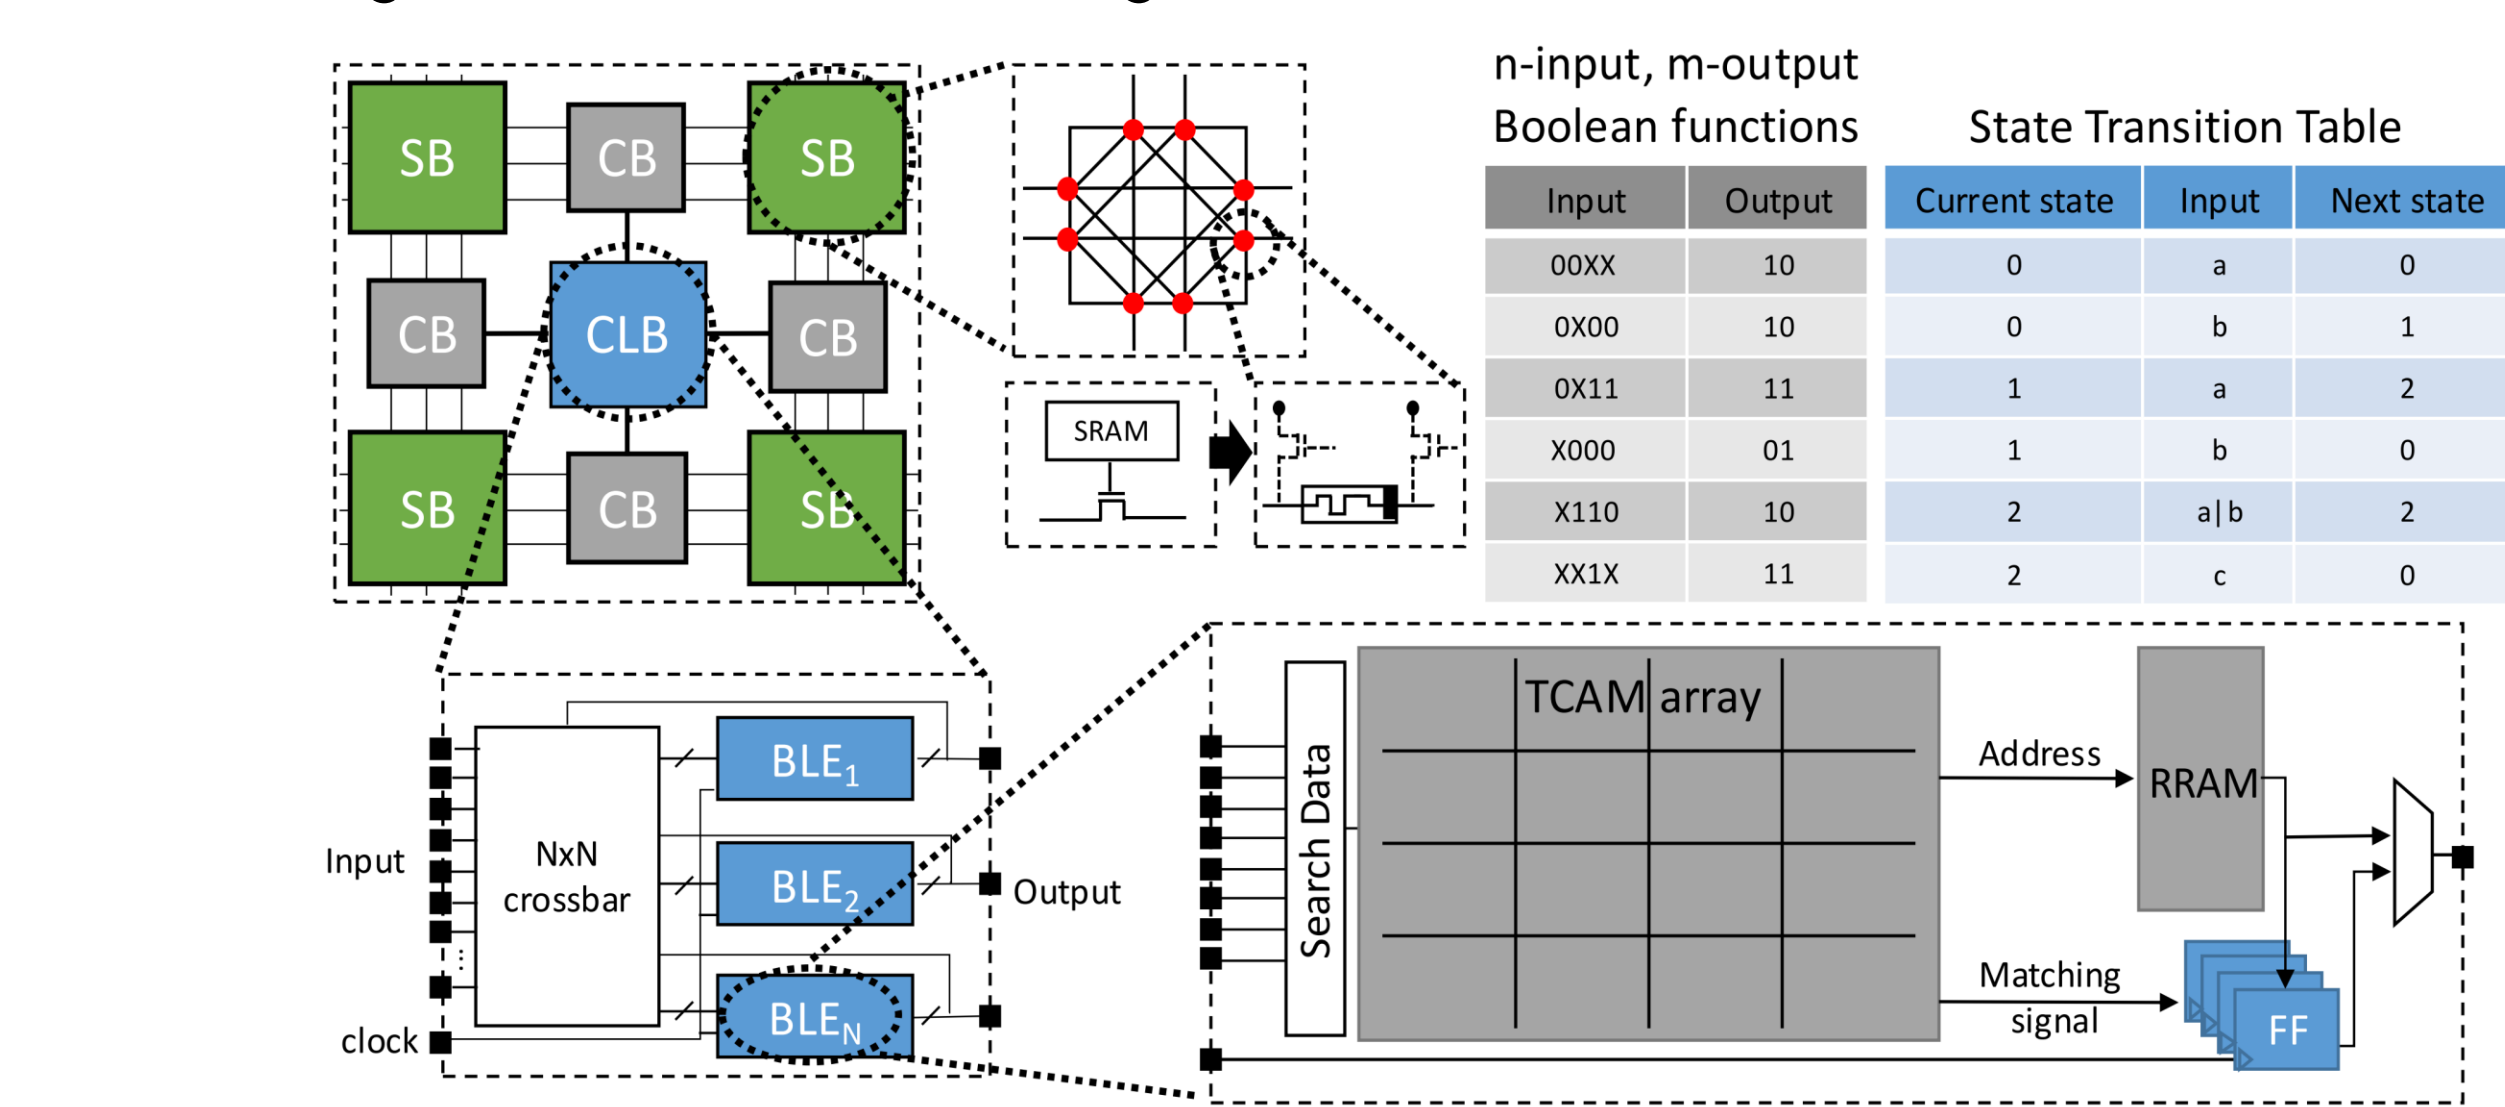 SB
CB
SB
CB
CLB
CB
SB
CB
SB
SRAM
n-input, m-output
Boolean functions
Input Output
00XX 10
0X00 10
0X11 11
X000 01
X110 10
XX1X 11
State Transition Table
Current state Input Next state
0 a 0
0 b 1
1 a 2
1 b 0
2 a|b 2
2 c 0
Input
clock
NxN
crossbar
BLE1
BLE2
BLEN
Output
Search Data
TCAM array
Address
RRAM
Matching
signal
FF